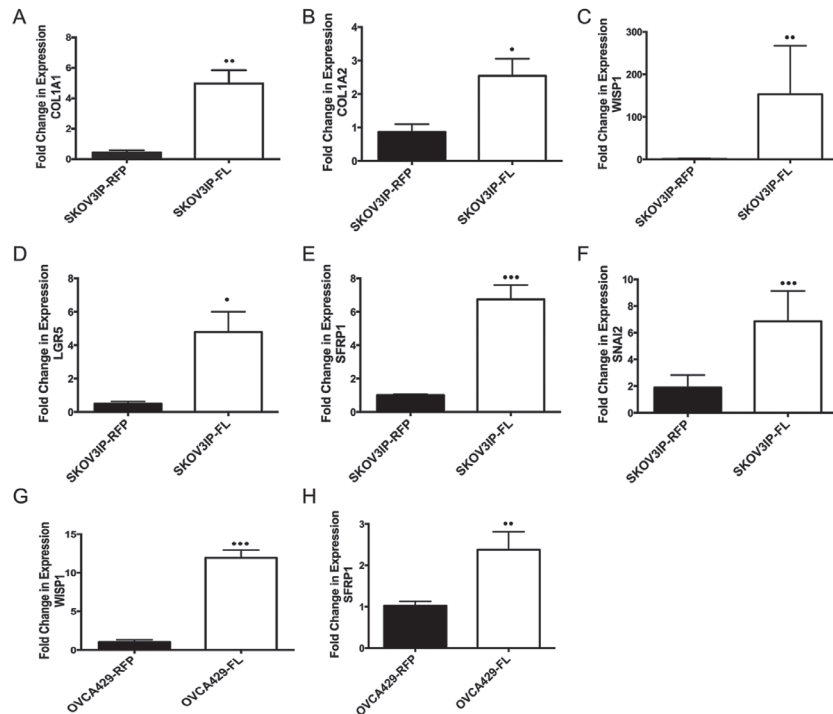 A
Fold Change in Expression
COL1A1
8
6
4
2
0
SKOV3IP-RFP
SKOV3IP-FL
••
B
Fold Change in Expression
COL1A2
4
3
2
1
0
SKOV3IP-RFP
SKOV3IP-FL
•
C
Fold Change in Expression
WISP1
300
200
100
0
SKOV3IP-RFP
SKOV3IP-FL
••
D
Fold Change in Expression
LGR5
8
6
4
2
0
SKOV3IP-RFP
SKOV3IP-FL
•
E
Fold Change in Expression
SFRP1
8
6
4
2
0
SKOV3IP-RFP
SKOV3IP-FL
•••
F
Fold Change in Expression
SNAI2
10
8
6
4
2
0
SKOV3IP-RFP
SKOV3IP-FL
•••
G
Fold Change in Expression
WISP1
15
10
5
0
OVCA429-RFP
OVCA429-FL
•••
H
Fold Change in Expression
SFRP1
3
2
1
0
OVCA429-RFP
OVCA429-FL
••